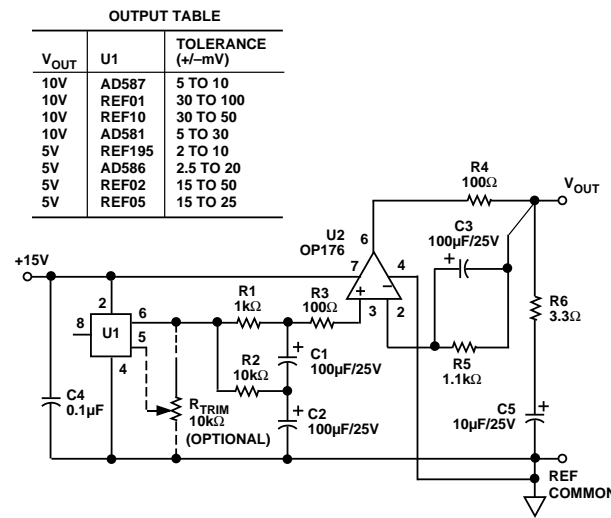 OUTPUT TABLE
VOUT U1 TOLERANCE (+/–mV)
10V AD587 5 TO 10
10V REF01 30 TO 100
10V REF10 30 TO 50
10V AD581 5 TO 30
5V REF195 2 TO 10
5V AD586 2.5 TO 20
5V REF02 15 TO 50
5V REF05 15 TO 25
R4
100Ω
VOUT
U2
OP176
6
C3
100µF/25V
+
+15V
7
4
+
–
3
2
2
6
8
U1
5
4
R1
1kΩ
R3
100Ω
R6
3.3Ω
R2
10kΩ
+
C1
100µF/25V
R5
1.1kΩ
C4
0.1µF
RTRIM
10kΩ
(OPTIONAL)
+
C2
100µF/25V
C5
10µF/25V
+
REF
COMMON